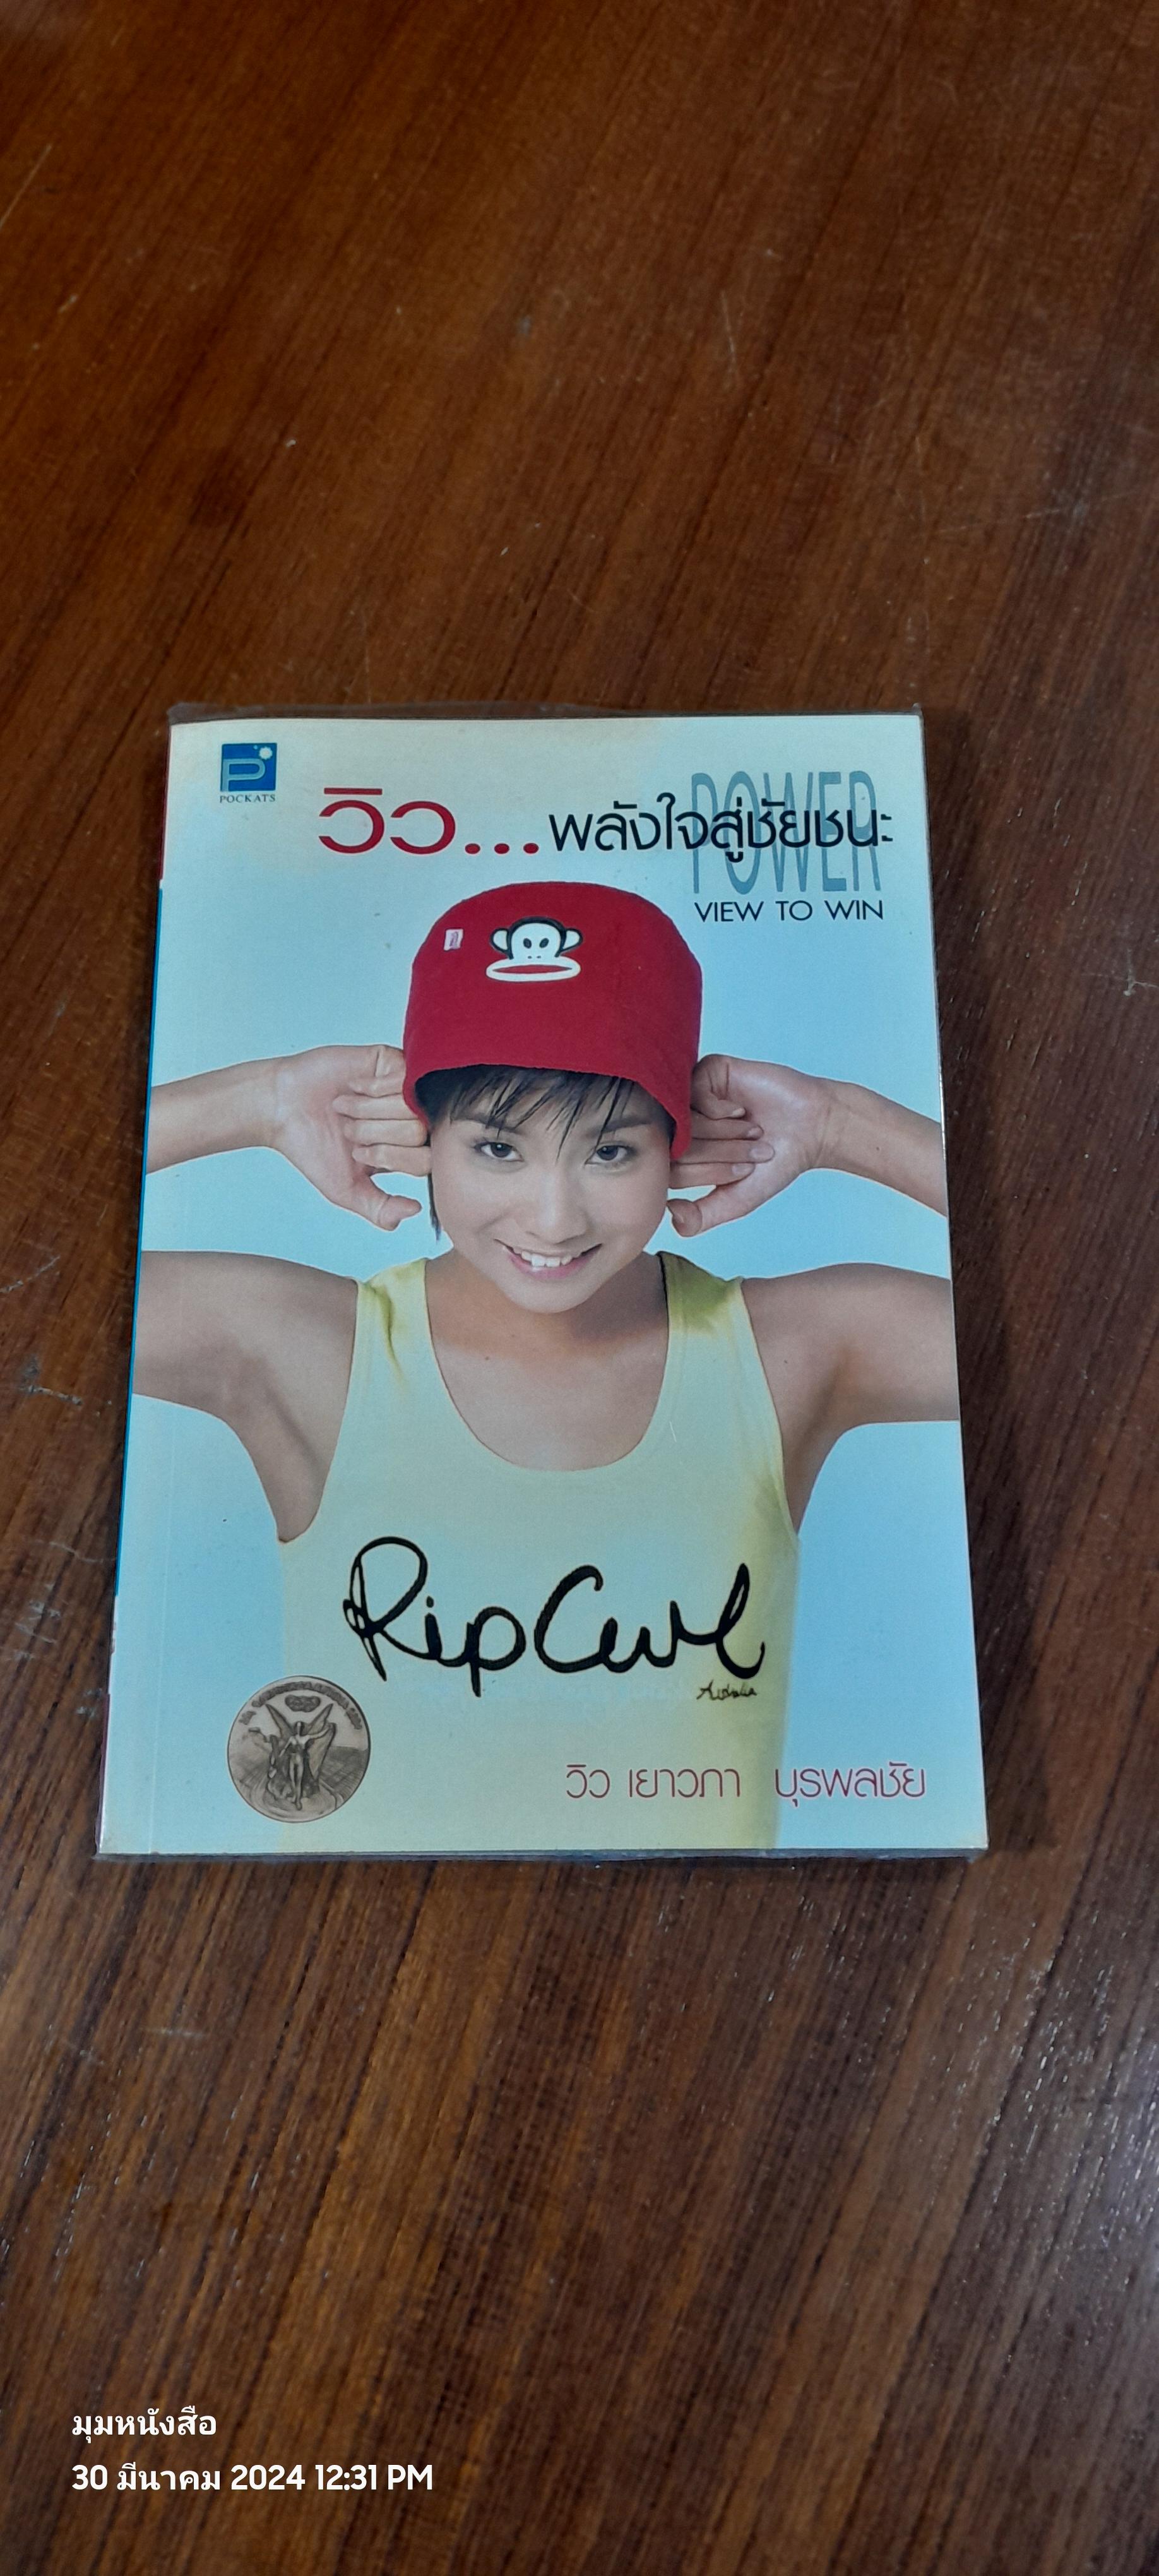 POCKATS
วิว...พลังใจสู่ชัยชนะ
POWER
VIEW TO WIN
RipCurl
Australia
วิว เยาวภา บุรพลชัย
มุมหนังสือ
30 มีนาคม 2024 12:31 PM